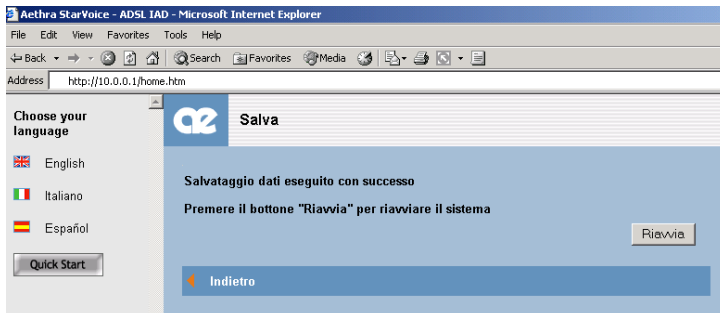 Aethra StarVoice - ADSL IAD - Microsoft Internet Explorer
File Edit View Favorites Tools Help
Back Search Favorites Media
Address http://10.0.0.1/home.htm
Choose your
language
English
Italiano
Español
Quick Start
ae
Salva
Salvataggio dati eseguito con successo
Premere il bottone "Riavvia" per riavviare il sistema
Riavvia
Indietro